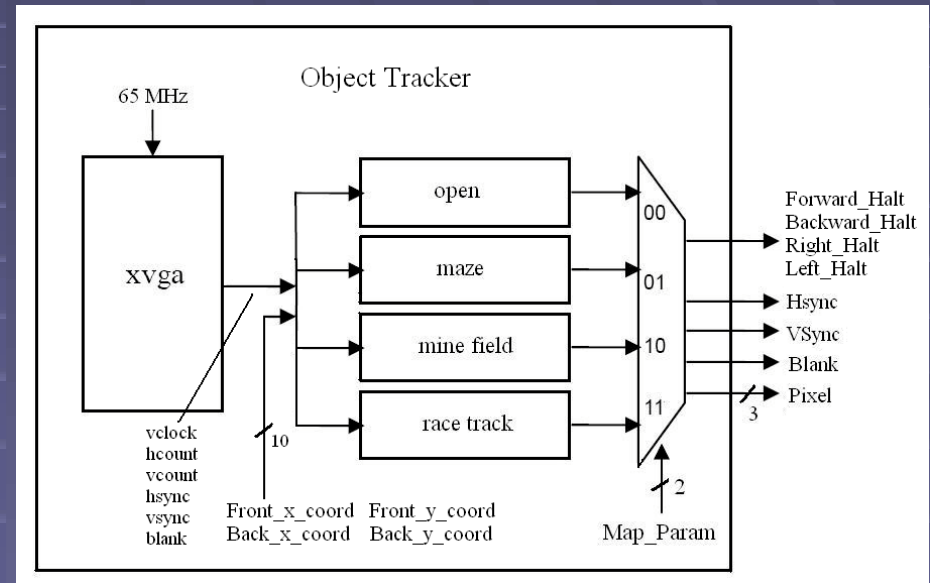 Object Tracker
65 MHz
xvga
open
maze
mine field
race track
00
01
10
11
Forward_Halt
Backward_Halt
Right_Halt
Left_Halt
Hsync
VSync
Blank
Pixel
3
vclock
hcount
vcount
hsync
vsync
blank
10
Front_x_coord Front_y_coord
Back_x_coord Back_y_coord
2
Map_Param